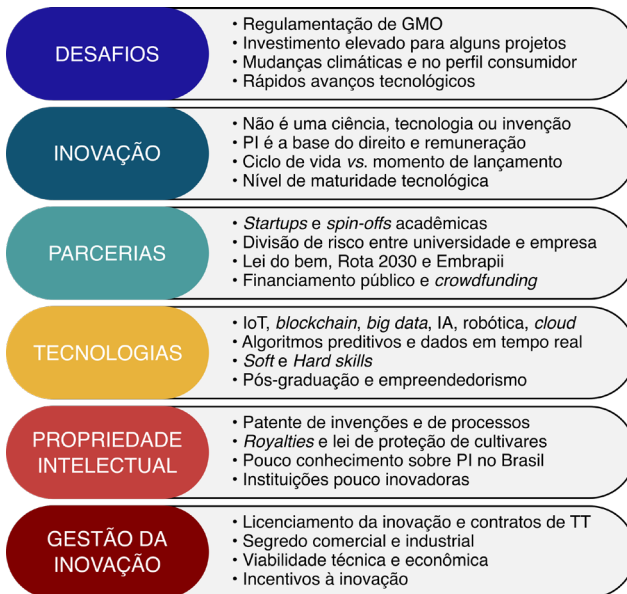 DESAFIOS
• Regulamentação de GMO
• Investimento elevado para alguns projetos
• Mudanças climáticas e no perfil consumidor
• Rápidos avanços tecnológicos
INOVAÇÃO
• Não é uma ciência, tecnologia ou invenção
• PI é a base do direito e remuneração
• Ciclo de vida vs. momento de lançamento
• Nível de maturidade tecnológica
PARCERIAS
• Startups e spin-offs acadêmicas
• Divisão de risco entre universidade e empresa
• Lei do bem, Rota 2030 e Embrapii
• Financiamento público e crowdfunding
TECNOLOGIAS
• IoT, blockchain, big data, IA, robótica, cloud
• Algoritmos preditivos e dados em tempo real
• Soft e Hard skills
• Pós-graduação e empreendedorismo
PROPRIEDADE
INTELECTUAL
• Patente de invenções e de processos
• Royalties e lei de proteção de cultivares
• Pouco conhecimento sobre PI no Brasil
• Instituições pouco inovadoras
GESTÃO DA
INOVAÇÃO
• Licenciamento da inovação e contratos de TT
• Segredo comercial e industrial
• Viabilidade técnica e econômica
• Incentivos à inovação